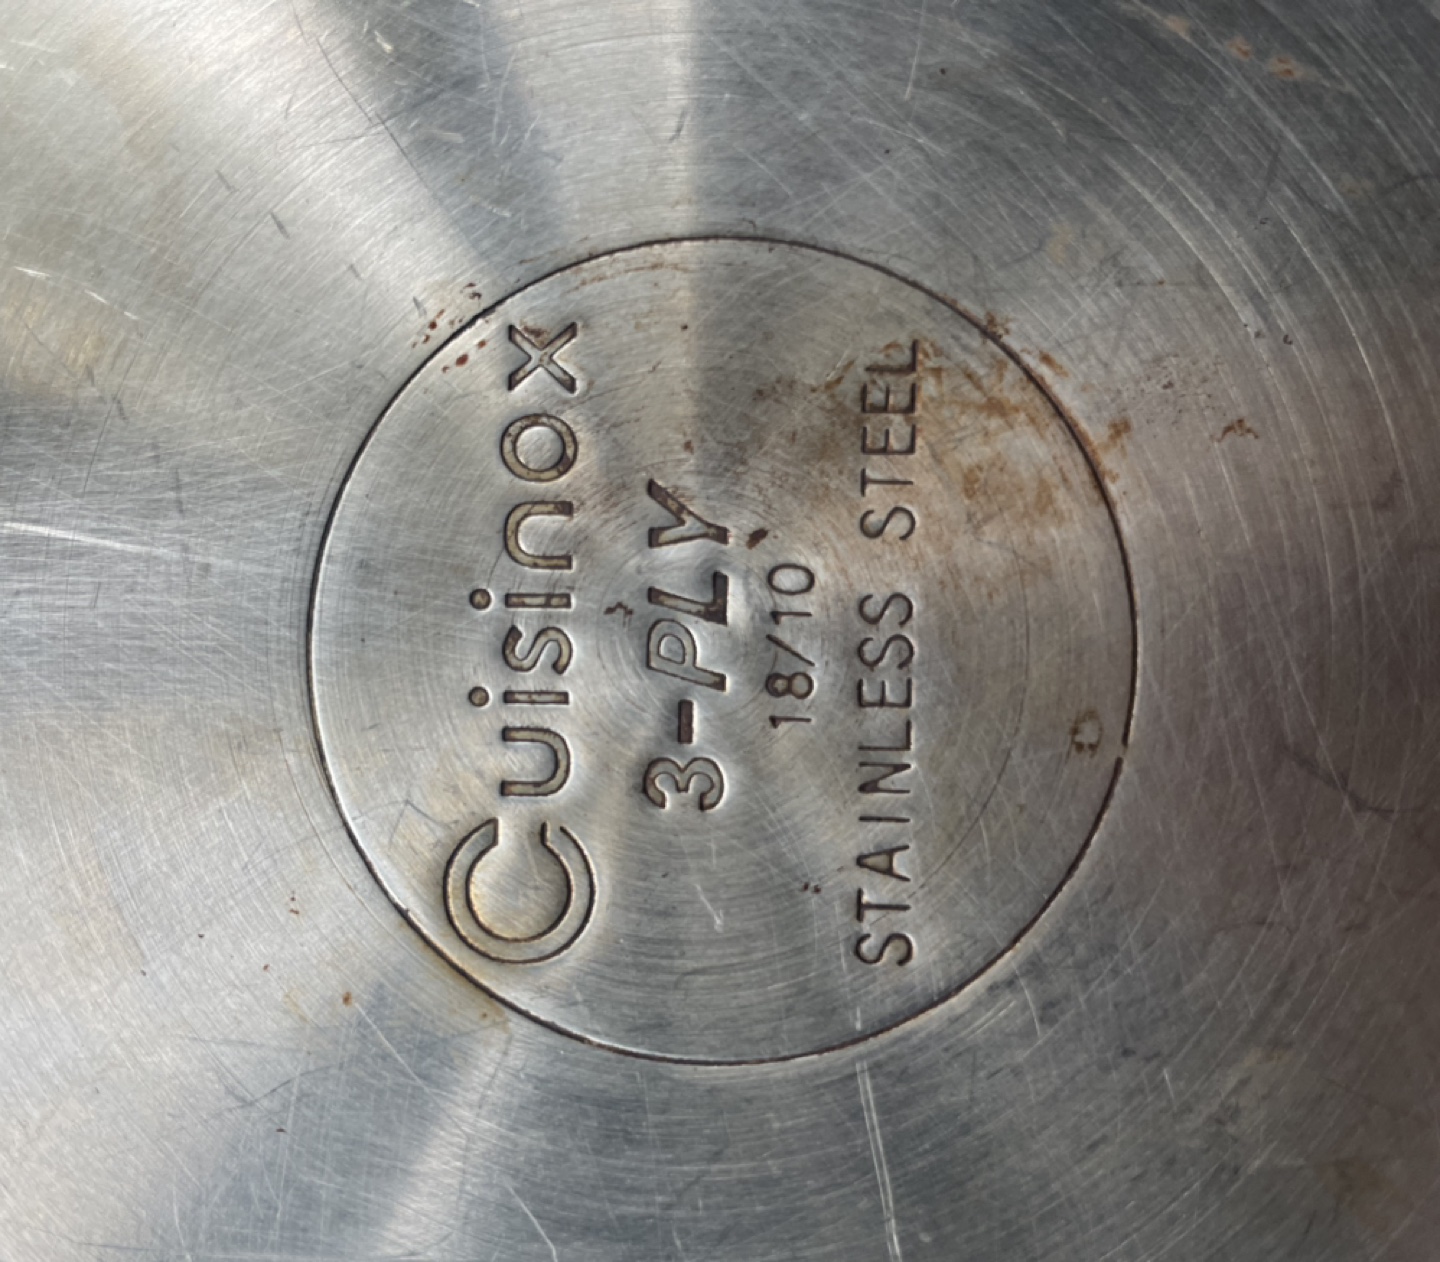 Cuisinox
3-PLY
18/10
STAINLESS STEEL